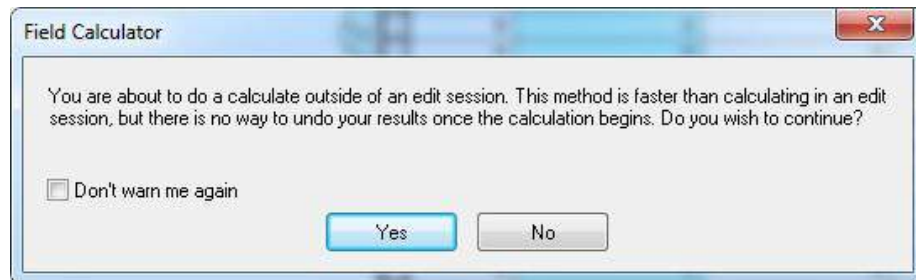 Field Calculator
You are about to do a calculate outside of an edit session. This method is faster than calculating in an edit
session, but there is no way to undo your results once the calculation begins. Do you wish to continue?
Don't warn me again
Yes
No